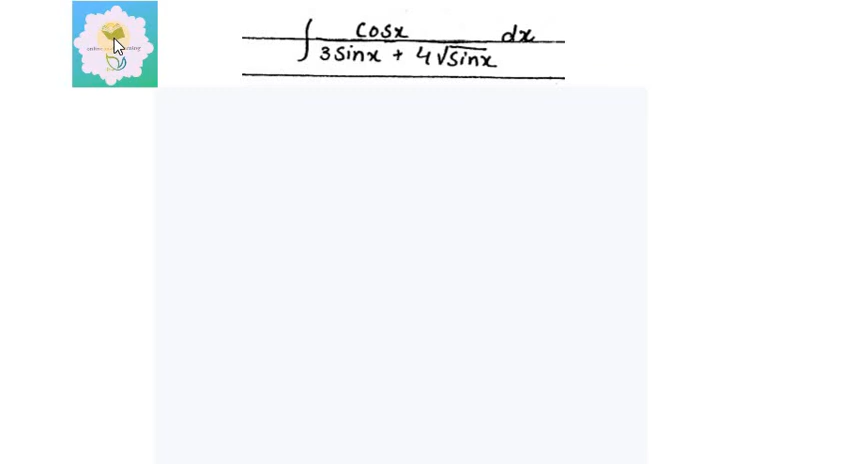 ∫ cosx / (3sinx + 4√sinx) dx